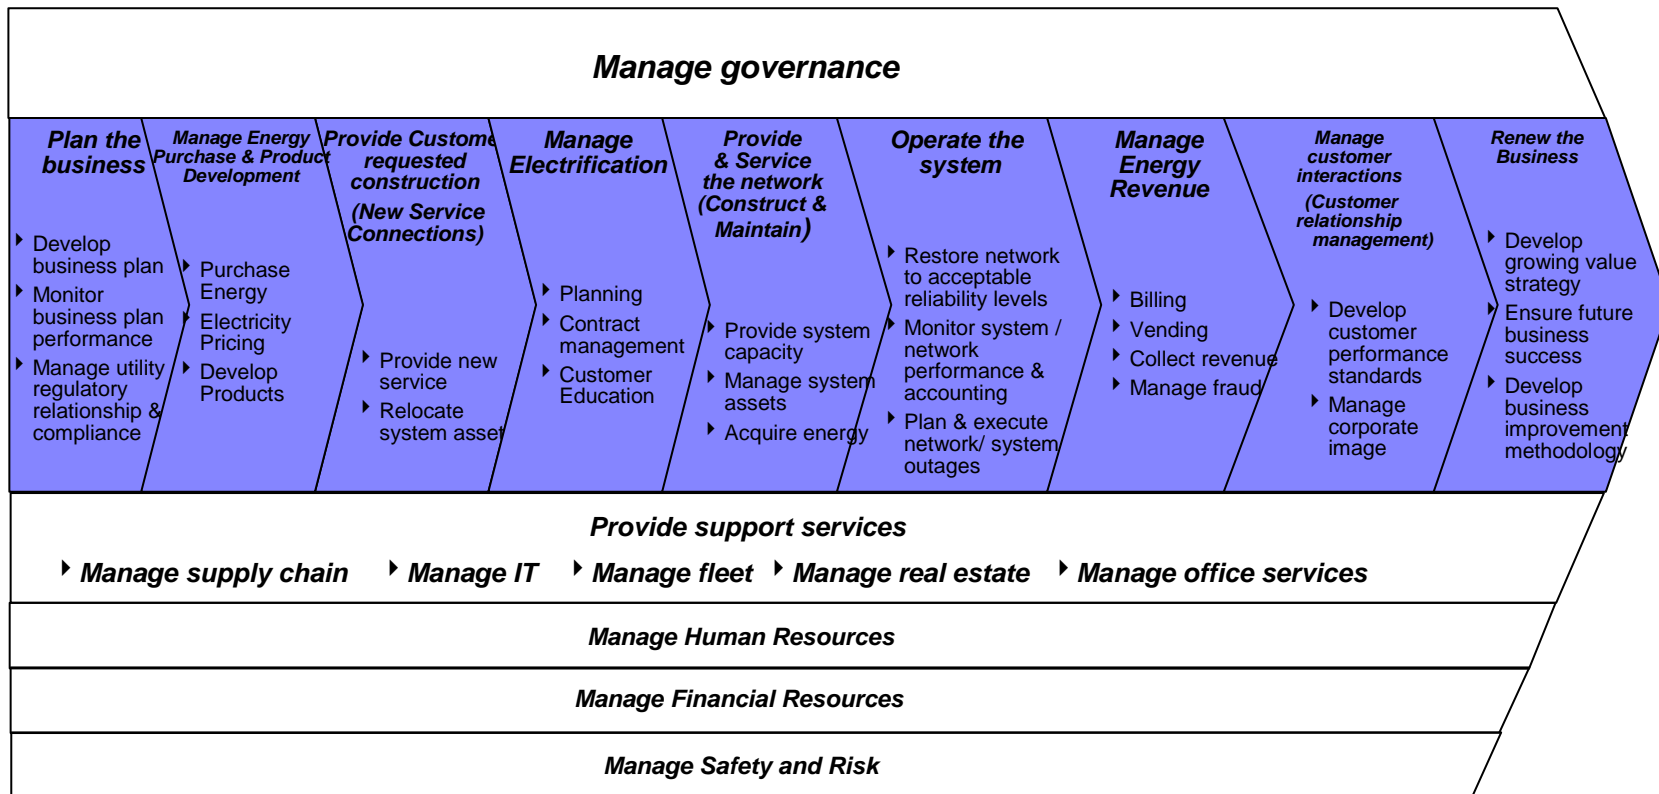 Manage governance
Plan the
business
Develop
business plan
Monitor
business plan
performance
Manage utility
regulatory
relationship &
compliance
Manage Energy
Purchase & Product
Development
Purchase
Energy
Electricity
Pricing
Develop
Products
Provide Customer
requested
construction
(New Service
Connections)
Provide new
service
Relocate
system asset
Manage
Electrification
Planning
Contract
management
Customer
Education
Provide
& Service
the network
(Construct &
Maintain)
Provide system
capacity
Manage system
assets
Acquire energy
Operate the
system
Restore network
to acceptable
reliability levels
Monitor system /
network
performance &
accounting
Plan & execute
network/ system
outages
Manage
Energy
Revenue
Billing
Vending
Collect revenue
Manage fraud
Manage
customer
interactions
(Customer
relationship
management)
Develop
customer
performance
standards
Manage
corporate
image
Renew the
Business
Develop
growing value
strategy
Ensure future
business
success
Develop
business
improvement
methodology
Provide support services
Manage supply chain Manage IT Manage fleet Manage real estate Manage office services
Manage Human Resources
Manage Financial Resources
Manage Safety and Risk